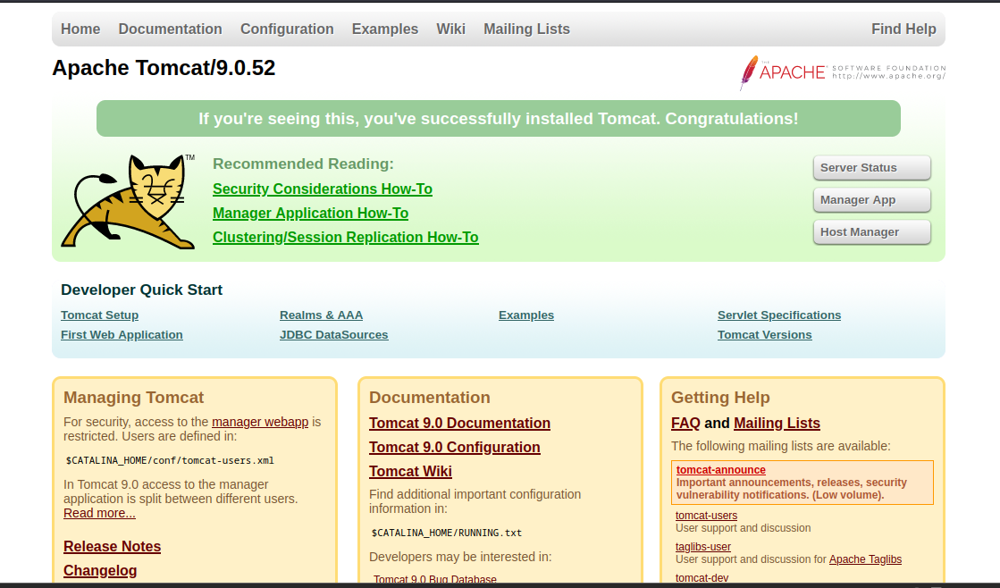 Home Documentation Configuration Examples Wiki Mailing Lists Find Help
Apache Tomcat/9.0.52
THE
APACHE® SOFTWARE FOUNDATION
http://www.apache.org/
If you're seeing this, you've successfully installed Tomcat. Congratulations!
TM
Recommended Reading:
Security Considerations How-To
Manager Application How-To
Clustering/Session Replication How-To
Server Status
Manager App
Host Manager
Developer Quick Start
Tomcat Setup
First Web Application
Realms & AAA
JDBC DataSources
Examples
Servlet Specifications
Tomcat Versions
Managing Tomcat
For security, access to the manager webapp is
restricted. Users are defined in:
$CATALINA_HOME/conf/tomcat-users.xml
In Tomcat 9.0 access to the manager
application is split between different users.
Read more...
Release Notes
Changelog
Documentation
Tomcat 9.0 Documentation
Tomcat 9.0 Configuration
Tomcat Wiki
Find additional important configuration
information in:
$CATALINA_HOME/RUNNING.txt
Developers may be interested in:
Tomcat 9.0 Bug Database
Getting Help
FAQ and Mailing Lists
The following mailing lists are available:
tomcat-announce
Important announcements, releases, security
vulnerability notifications. (Low volume).
tomcat-users
User support and discussion
taglibs-user
User support and discussion for Apache Taglibs
tomcat-dev